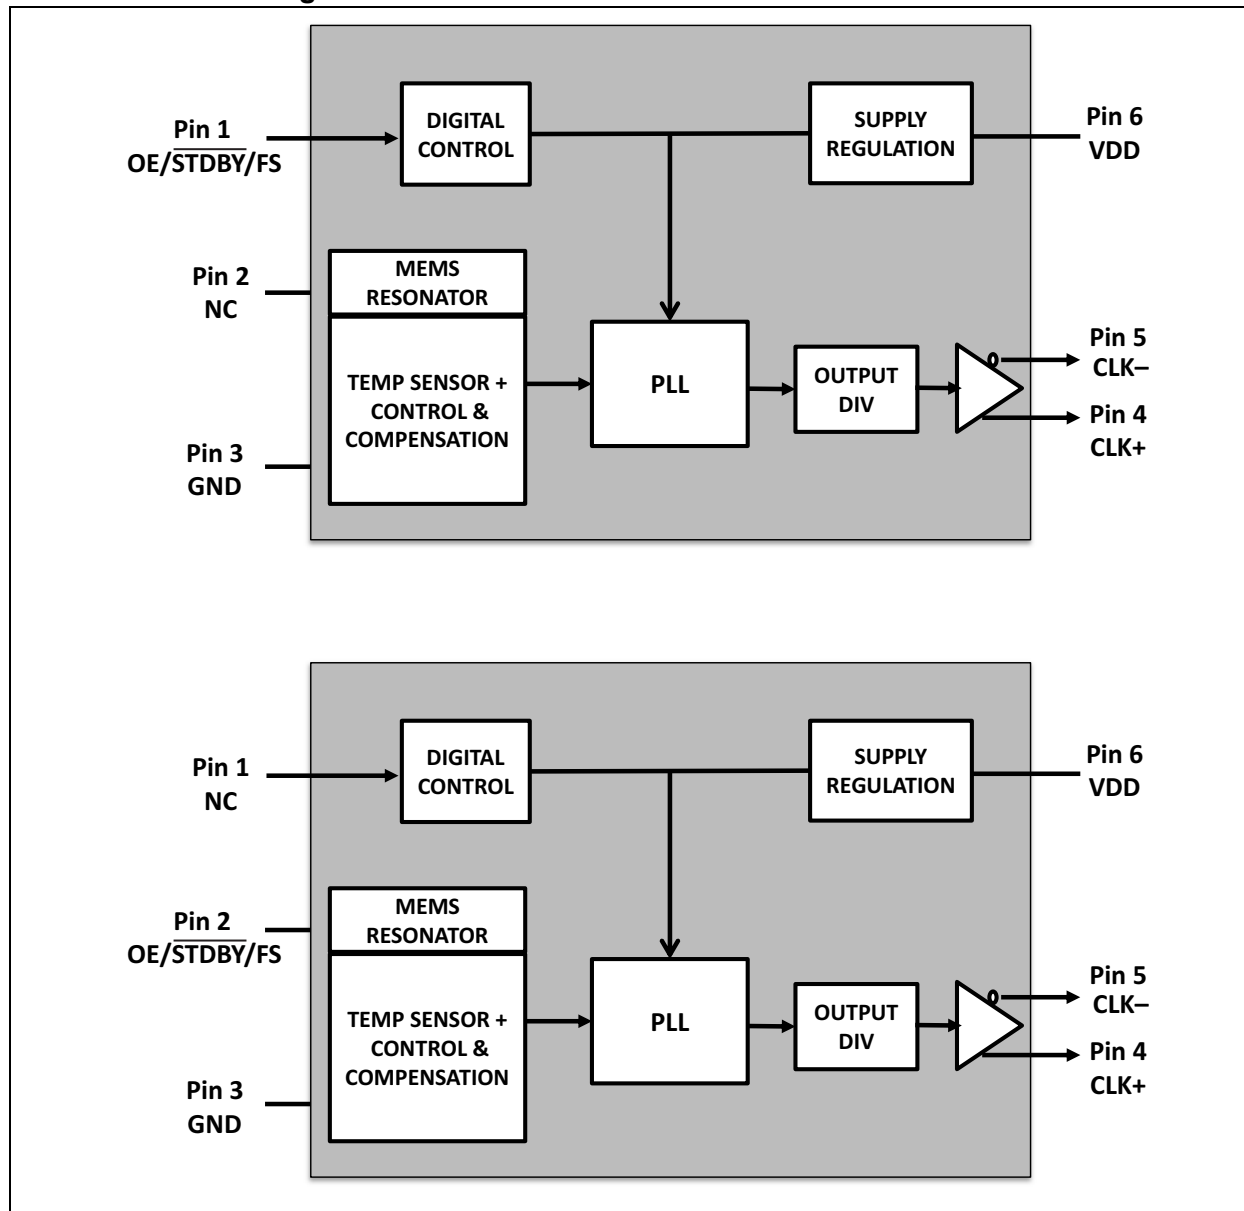 Pin 1
OE/STDBY/FS
DIGITAL
CONTROL
SUPPLY
REGULATION
Pin 6
VDD
Pin 2
NC
MEMS
RESONATOR
TEMP SENSOR +
CONTROL &
COMPENSATION
PLL
OUTPUT
DIV
Pin 5
CLK–
Pin 4
CLK+
Pin 3
GND
Pin 1
NC
DIGITAL
CONTROL
SUPPLY
REGULATION
Pin 6
VDD
Pin 2
OE/STDBY/FS
MEMS
RESONATOR
TEMP SENSOR +
CONTROL &
COMPENSATION
PLL
OUTPUT
DIV
Pin 5
CLK–
Pin 4
CLK+
Pin 3
GND